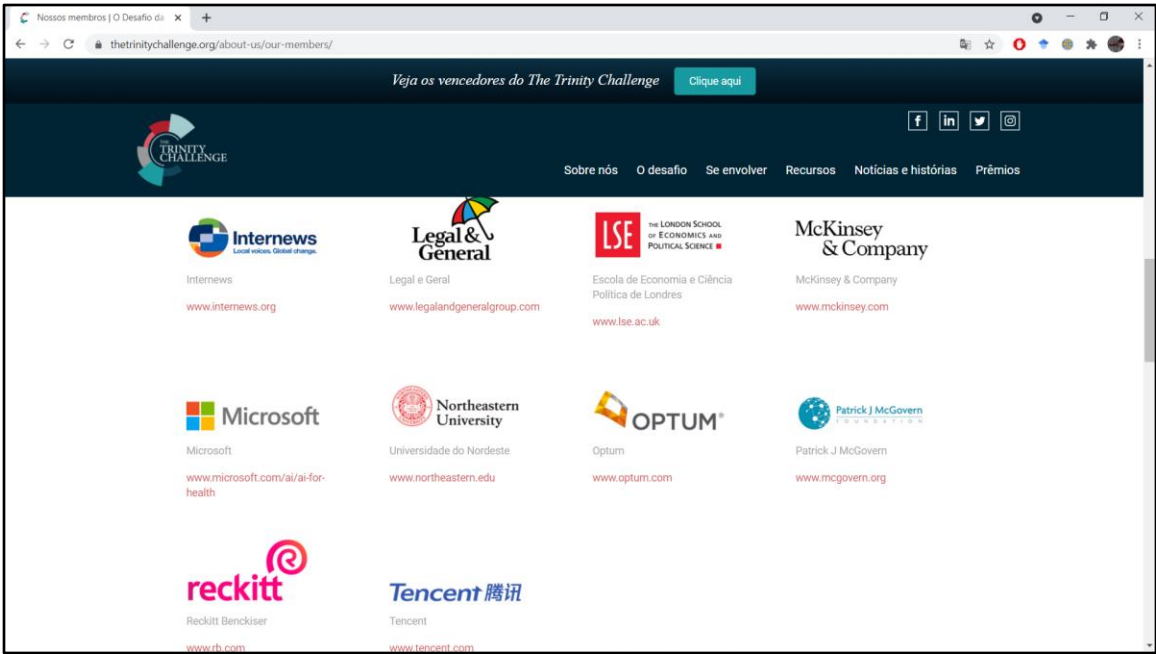 Nossos membros | O Desafio da
thetrinitychallenge.org/about-us/our-members/
Veja os vencedores do The Trinity Challenge
Clique aqui
THE
TRINITY
CHALLENGE
Sobre nós O desafio Se envolver Recursos Notícias e histórias Prêmios
Internews
Local voices. Global change.
Internews
www.internews.org
Legal &
General
Legal e Geral
www.legalandgeneralgroup.com
LSE
THE LONDON SCHOOL
OF ECONOMICS AND
POLITICAL SCIENCE
Escola de Economia e Ciência
Política de Londres
www.lse.ac.uk
McKinsey
& Company
McKinsey & Company
www.mckinsey.com
Microsoft
Microsoft
www.microsoft.com/ai/ai-for-
health
Northeastern
University
Universidade do Nordeste
www.northeastern.edu
OPTUM®
Optum
www.optum.com
Patrick J McGovern
FOUNDATION
Patrick J McGovern
www.mcgovern.org
reckitt
Reckitt Benckiser
www.rb.com
Tencent 腾讯
Tencent
www.tencent.com